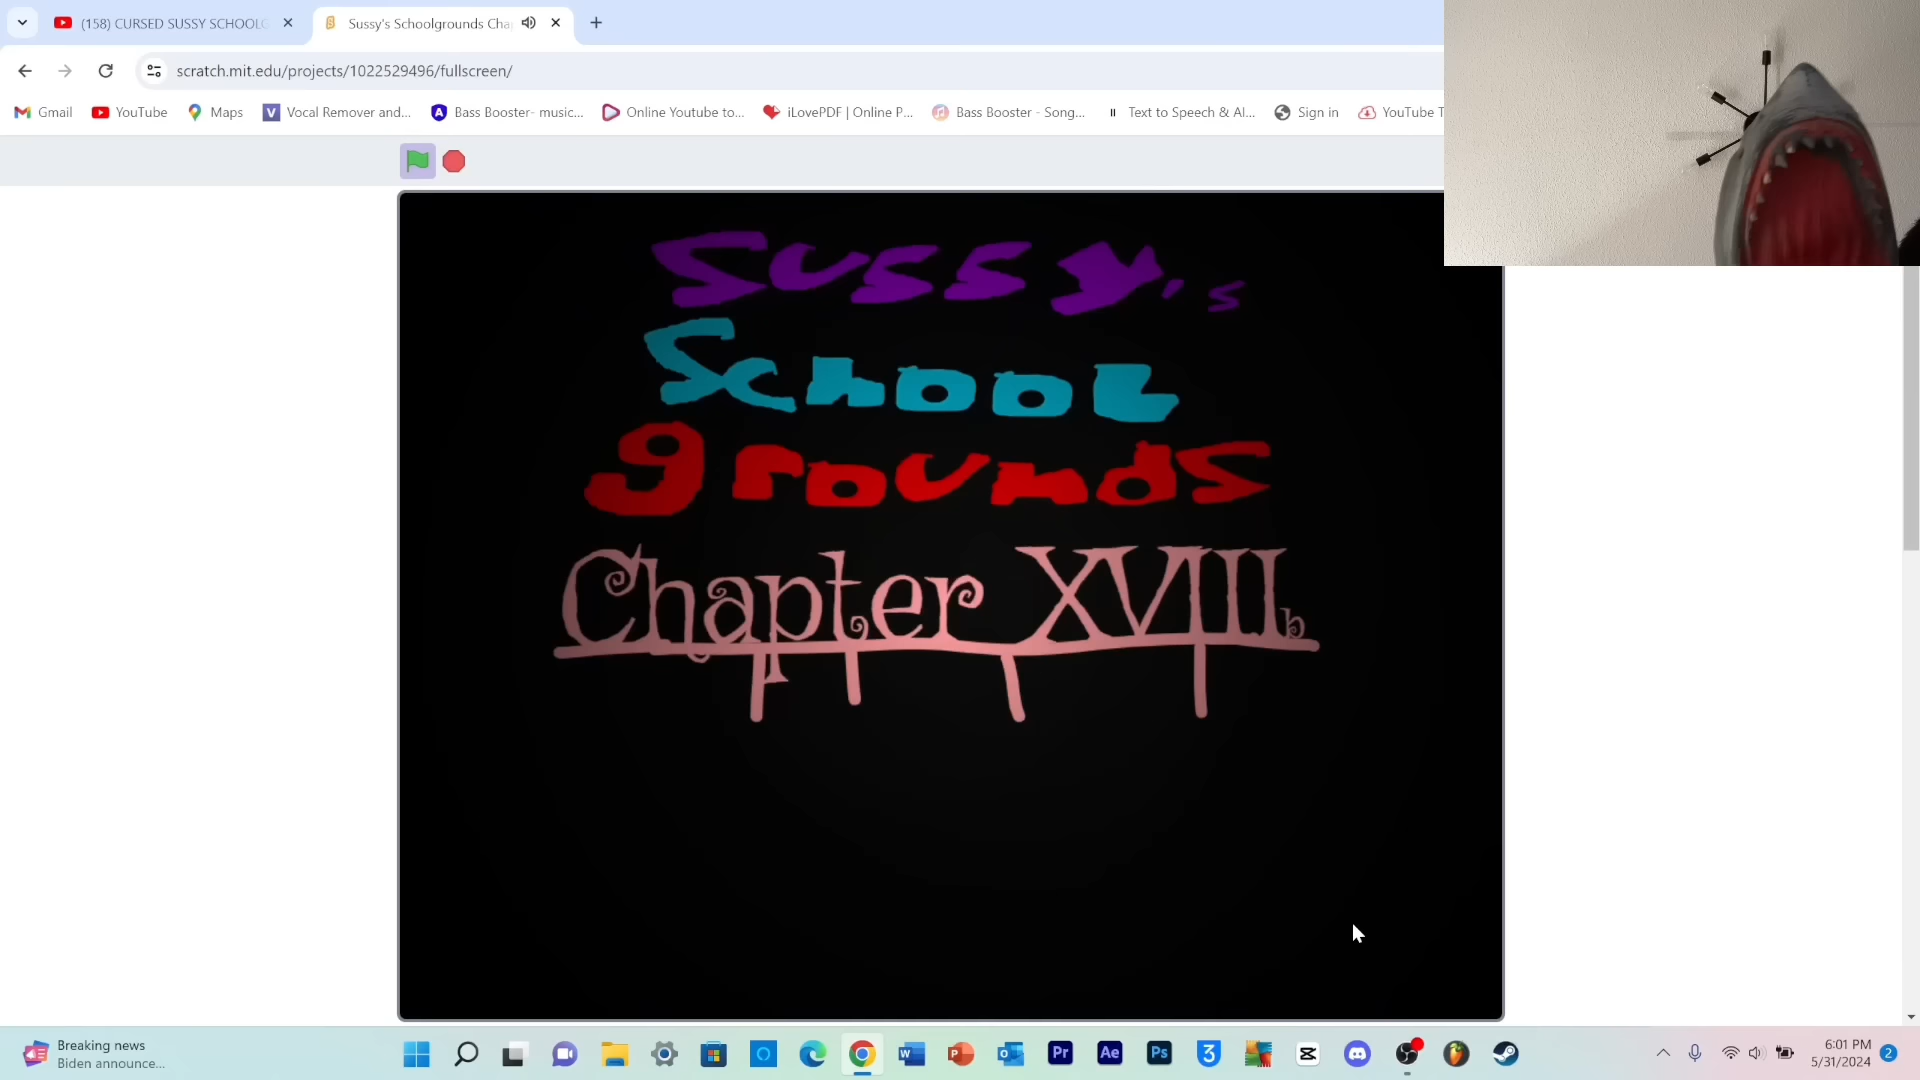 (158) CURSED SUSSY SCHOOLG
Sussy's Schoolgrounds Cha
scratch.mit.edu/projects/1022529496/fullscreen/
Gmail
YouTube
Maps
Vocal Remover and...
Bass Booster- music...
Online Youtube to...
iLovePDF | Online P...
Bass Booster - Song...
Text to Speech & AI...
Sign in
YouTube T
Sussy's
School
grounds
Chapter XVIII b
Breaking news
Biden announce...
6:01 PM
5/31/2024
2